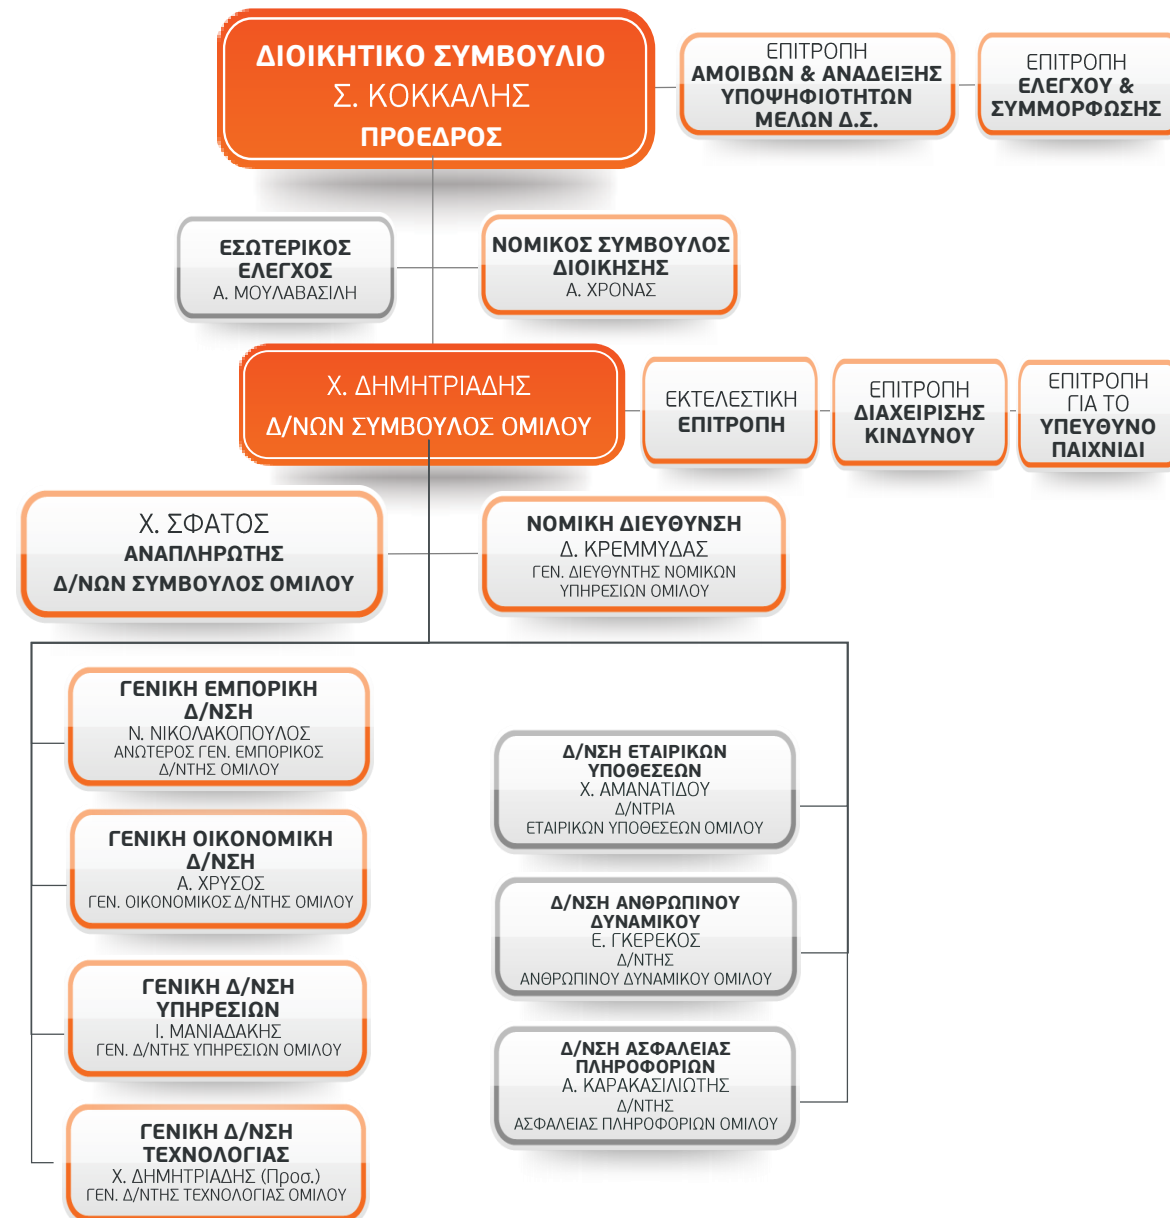 ΔΙΟΙΚΗΤΙΚΟ ΣΥΜΒΟΥΛΙΟ
Σ. ΚΟΚΚΑΛΗΣ
ΠΡΟΕΔΡΟΣ
ΕΠΙΤΡΟΠΗ
ΑΜΟΙΒΩΝ & ΑΝΑΔΕΙΞΗΣ
ΥΠΟΨΗΦΙΟΤΗΤΩΝ
ΜΕΛΩΝ Δ.Σ.
ΕΠΙΤΡΟΠΗ
ΕΛΕΓΧΟΥ &
ΣΥΜΜΟΡΦΩΣΗΣ
ΕΣΩΤΕΡΙΚΟΣ
ΕΛΕΓΧΟΣ
Α. ΜΟΥΛΑΒΑΣΙΛΗ
ΝΟΜΙΚΟΣ ΣΥΜΒΟΥΛΟΣ
ΔΙΟΙΚΗΣΗΣ
Α. ΧΡΟΝΑΣ
Χ. ΔΗΜΗΤΡΙΑΔΗΣ
Δ/ΝΩΝ ΣΥΜΒΟΥΛΟΣ ΟΜΙΛΟΥ
ΕΚΤΕΛΕΣΤΙΚΗ
ΕΠΙΤΡΟΠΗ
ΕΠΙΤΡΟΠΗ
ΔΙΑΧΕΙΡΙΣΗΣ
ΚΙΝΔΥΝΟΥ
ΕΠΙΤΡΟΠΗ
ΓΙΑ ΤΟ
ΥΠΕΥΘΥΝΟ
ΠΑΙΧΝΙΔΙ
Χ. ΣΦΑΤΟΣ
ΑΝΑΠΛΗΡΩΤΗΣ
Δ/ΝΩΝ ΣΥΜΒΟΥΛΟΣ ΟΜΙΛΟΥ
ΝΟΜΙΚΗ ΔΙΕΥΘΥΝΣΗ
Δ. ΚΡΕΜΜΥΔΑΣ
ΓΕΝ. ΔΙΕΥΘΥΝΤΗΣ ΝΟΜΙΚΩΝ
ΥΠΗΡΕΣΙΩΝ ΟΜΙΛΟΥ
ΓΕΝΙΚΗ ΕΜΠΟΡΙΚΗ
Δ/ΝΣΗ
Ν. ΝΙΚΟΛΑΚΟΠΟΥΛΟΣ
ΑΝΩΤΕΡΟΣ ΓΕΝ. ΕΜΠΟΡΙΚΟΣ
Δ/ΝΤΗΣ ΟΜΙΛΟΥ
ΓΕΝΙΚΗ ΟΙΚΟΝΟΜΙΚΗ
Δ/ΝΣΗ
Α. ΧΡΥΣΟΣ
ΓΕΝ. ΟΙΚΟΝΟΜΙΚΟΣ Δ/ΝΤΗΣ ΟΜΙΛΟΥ
ΓΕΝΙΚΗ Δ/ΝΣΗ
ΥΠΗΡΕΣΙΩΝ
Ι. ΜΑΝΙΑΔΑΚΗΣ
ΓΕΝ. Δ/ΝΤΗΣ ΥΠΗΡΕΣΙΩΝ ΟΜΙΛΟΥ
ΓΕΝΙΚΗ Δ/ΝΣΗ
ΤΕΧΝΟΛΟΓΙΑΣ
Χ. ΔΗΜΗΤΡΙΑΔΗΣ (Προσ.)
ΓΕΝ. Δ/ΝΤΗΣ ΤΕΧΝΟΛΟΓΙΑΣ ΟΜΙΛΟΥ
Δ/ΝΣΗ ΕΤΑΙΡΙΚΩΝ
ΥΠΟΘΕΣΕΩΝ
Χ. ΑΜΑΝΑΤΙΔΟΥ
Δ/ΝΤΡΙΑ
ΕΤΑΙΡΙΚΩΝ ΥΠΟΘΕΣΕΩΝ ΟΜΙΛΟΥ
Δ/ΝΣΗ ΑΝΘΡΩΠΙΝΟΥ
ΔΥΝΑΜΙΚΟΥ
Ε. ΓΚΕΡΕΚΟΣ
Δ/ΝΤΗΣ
ΑΝΘΡΩΠΙΝΟΥ ΔΥΝΑΜΙΚΟΥ ΟΜΙΛΟΥ
Δ/ΝΣΗ ΑΣΦΑΛΕΙΑΣ
ΠΛΗΡΟΦΟΡΙΩΝ
Α. ΚΑΡΑΚΑΣΙΛΙΩΤΗΣ
Δ/ΝΤΗΣ
ΑΣΦΑΛΕΙΑΣ ΠΛΗΡΟΦΟΡΙΩΝ ΟΜΙΛΟΥ